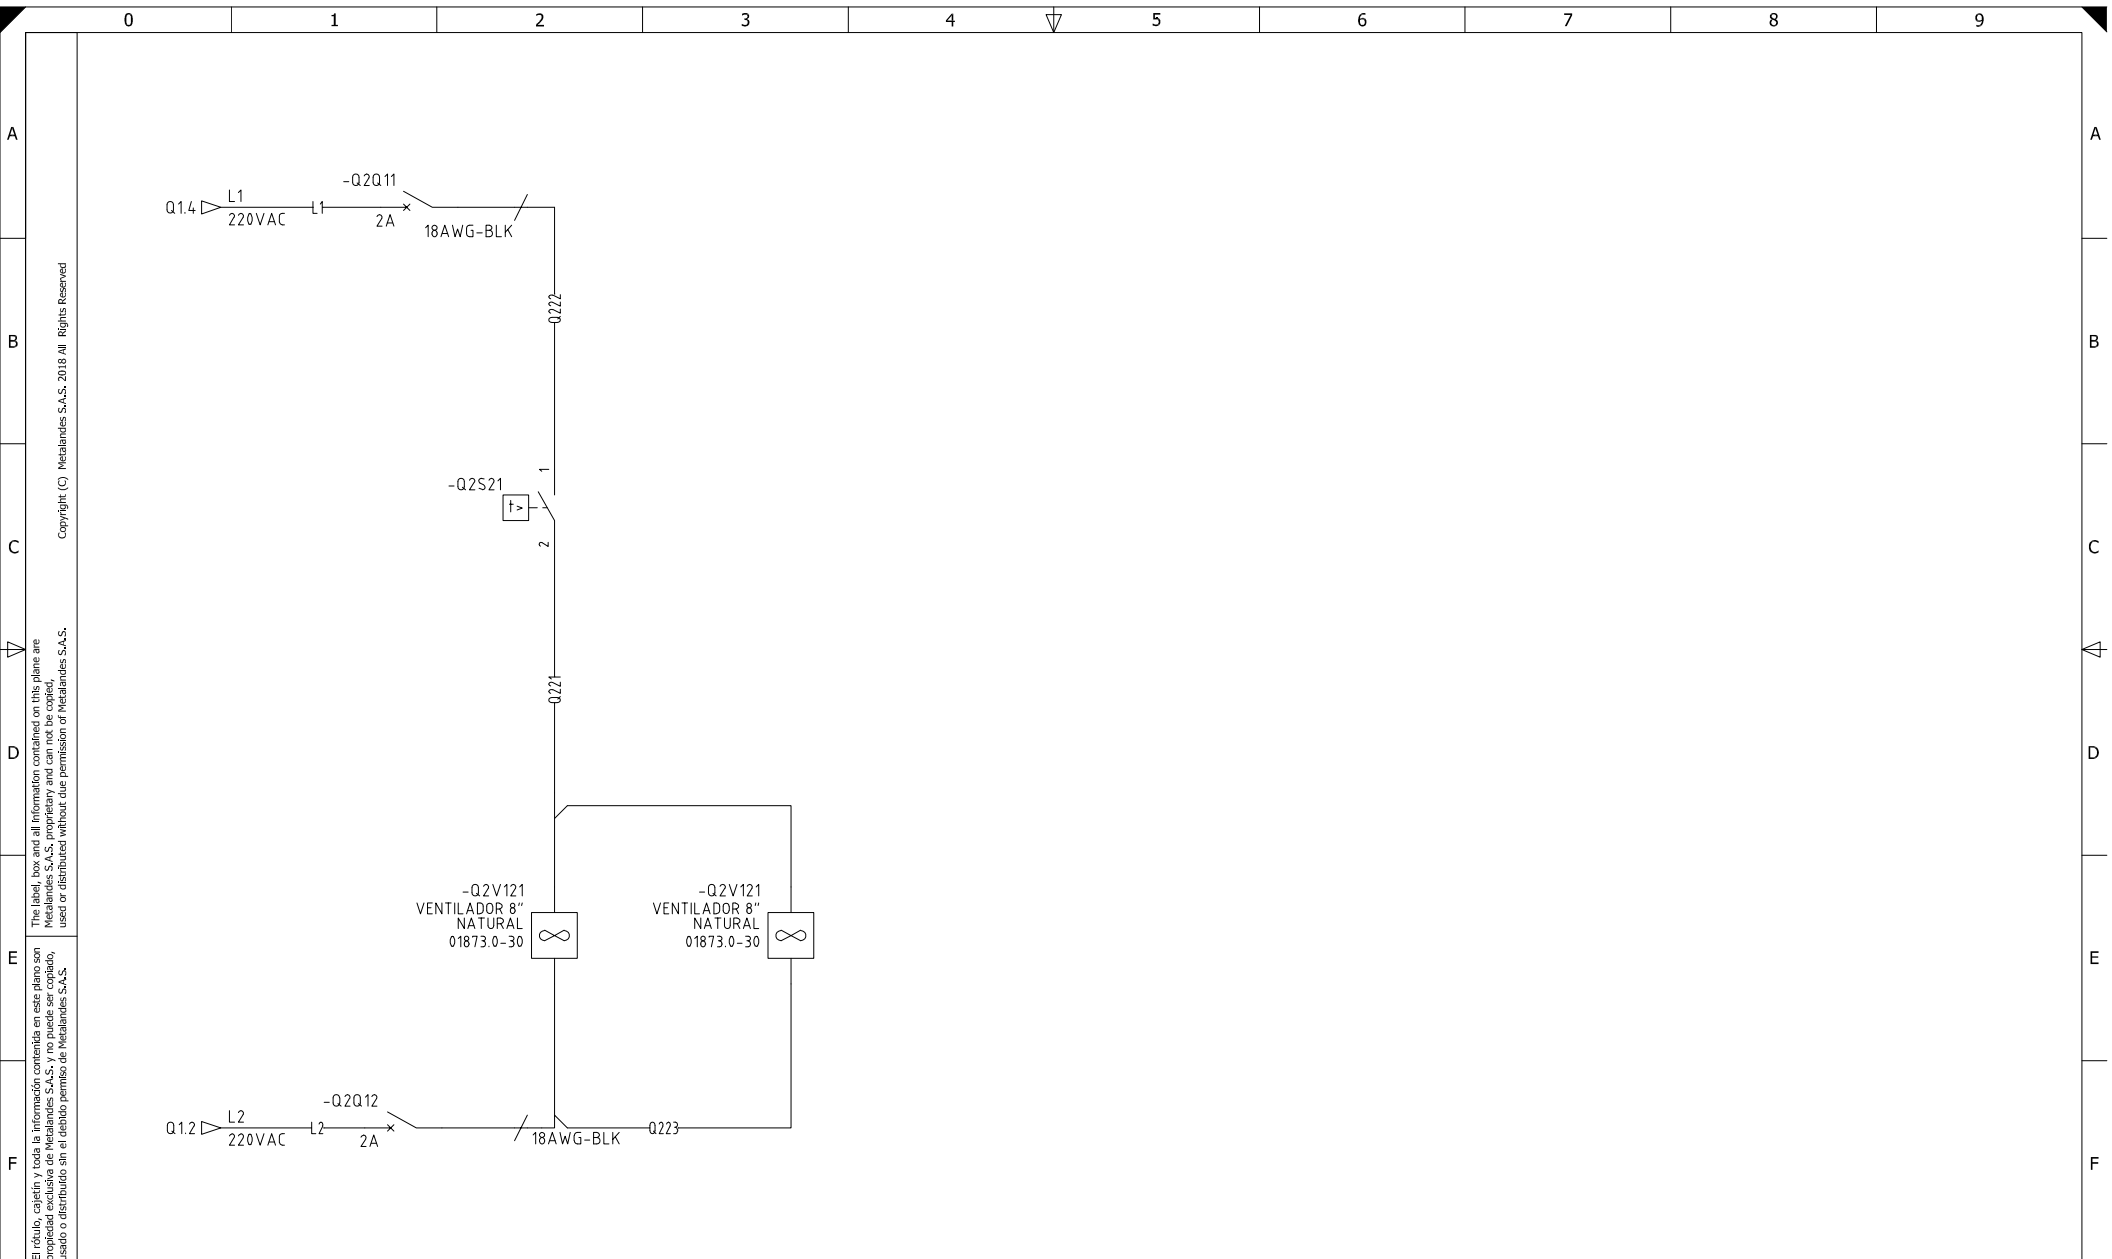 0 1 2 3 4 5 6 7 8 9
A A
-Q2Q11
Q1.4 L1 L1
220VAC 2A
18AWG-BLK
B B
Q222
1
-Q2S21
t>
2
C C
Q221
D D
-Q2V121 -Q2V121
VENTILADOR 8" VENTILADOR 8"
NATURAL NATURAL
01873.0-30 01873.0-30
E E
-Q2Q12
Q1.2 L2 L2 Q223
220VAC 2A 18AWG-BLK
F F
Copyright (C) Metalandes S.A.S. 2018 All Rights Reserved
The label, box and all information contained on this plane are
Metalandes S.A.S. proprietary and can not be copied,
used or distributed without due permission of Metalandes S.A.S.
El rótulo, cajetín y toda la información contenida en este plano son
propiedad exclusiva de Metalandes S.A.S. y no puede ser copiado,
usado o distribuido sin el debido permiso de Metalandes S.A.S.